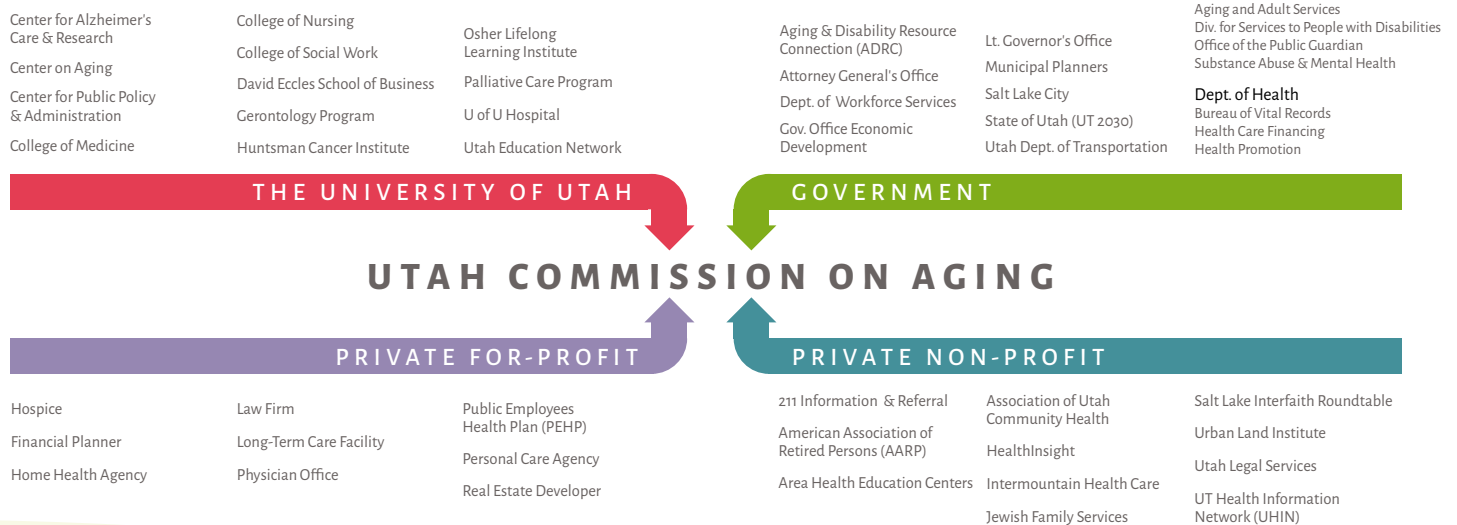 Center for Alzheimer's
Care & Research
Center on Aging
Center for Public Policy
& Administration
College of Medicine
College of Nursing
College of Social Work
David Eccles School of Business
Gerontology Program
Huntsman Cancer Institute
Osher Lifelong
Learning Institute
Palliative Care Program
U of U Hospital
Utah Education Network
Aging & Disability Resource
Connection (ADRC)
Attorney General's Office
Dept. of Workforce Services
Gov. Office Economic
Development
Lt. Governor's Office
Municipal Planners
Salt Lake City
State of Utah (UT 2030)
Utah Dept. of Transportation
Aging and Adult Services
Div. for Services to People with Disabilities
Office of the Public Guardian
Substance Abuse & Mental Health
Dept. of Health
Bureau of Vital Records
Health Care Financing
Health Promotion
THE UNIVERSITY OF UTAH
GOVERNMENT
UTAH COMMISSION ON AGING
PRIVATE FOR-PROFIT
PRIVATE NON-PROFIT
Hospice
Financial Planner
Home Health Agency
Law Firm
Long-Term Care Facility
Physician Office
Public Employees
Health Plan (PEHP)
Personal Care Agency
Real Estate Developer
211 Information & Referral
American Association of
Retired Persons (AARP)
Area Health Education Centers
Association of Utah
Community Health
HealthInsight
Intermountain Health Care
Jewish Family Services
Salt Lake Interfaith Roundtable
Urban Land Institute
Utah Legal Services
UT Health Information
Network (UHIN)